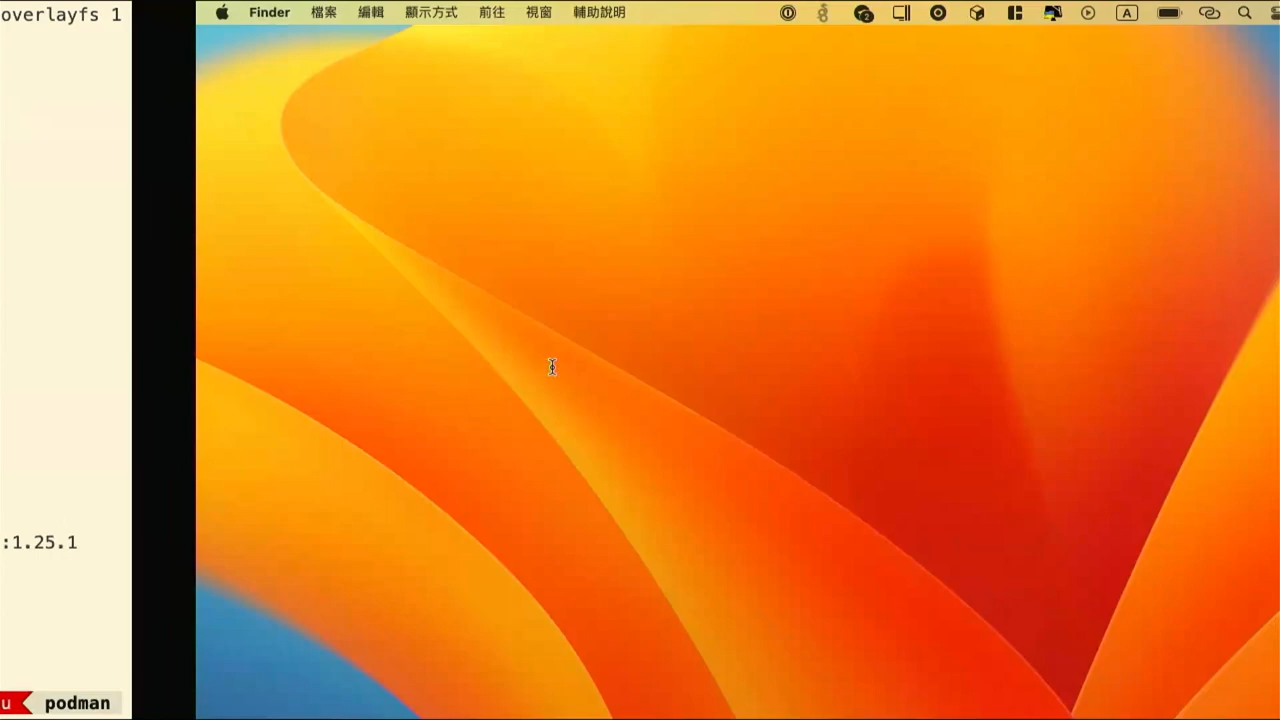 overlayfs 1
:1.25.1
u podman
Finder 檔案 編輯 顯示方式 前往 視窗 輔助說明
2
A